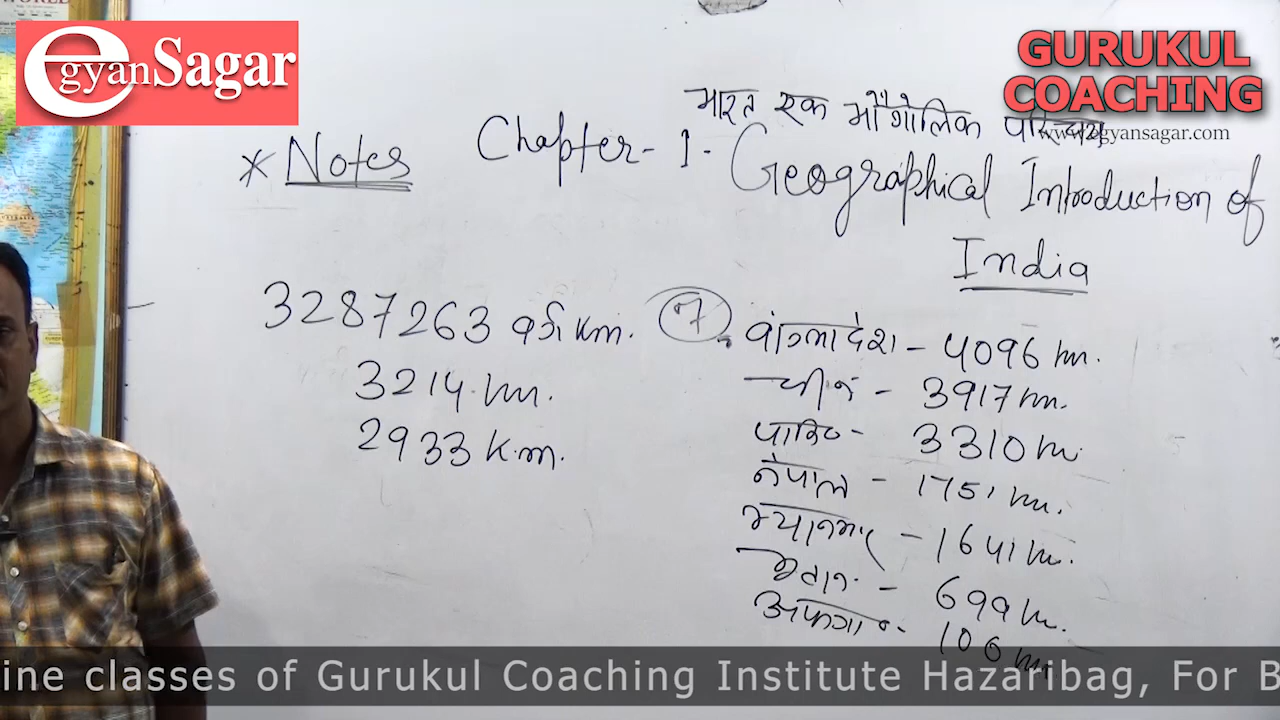 egyanSagar
GURUKUL
COACHING
www.egyansagar.com
भारत एक भौगोलिक परिचय
* Notes
Chapter - I - Geographical Introduction of
India
3287263 वर्ग km.
3214 km.
2933 K.m.
7
बांग्लादेश - 4096 km.
चीन - 3917 km.
पाकि॰ - 3310 km
नेपाल - 1751 km.
म्यानमार - 1641 km.
भूटान - 699 km.
अफगा॰ - 106 km.
ine classes of Gurukul Coaching Institute Hazaribag, For B